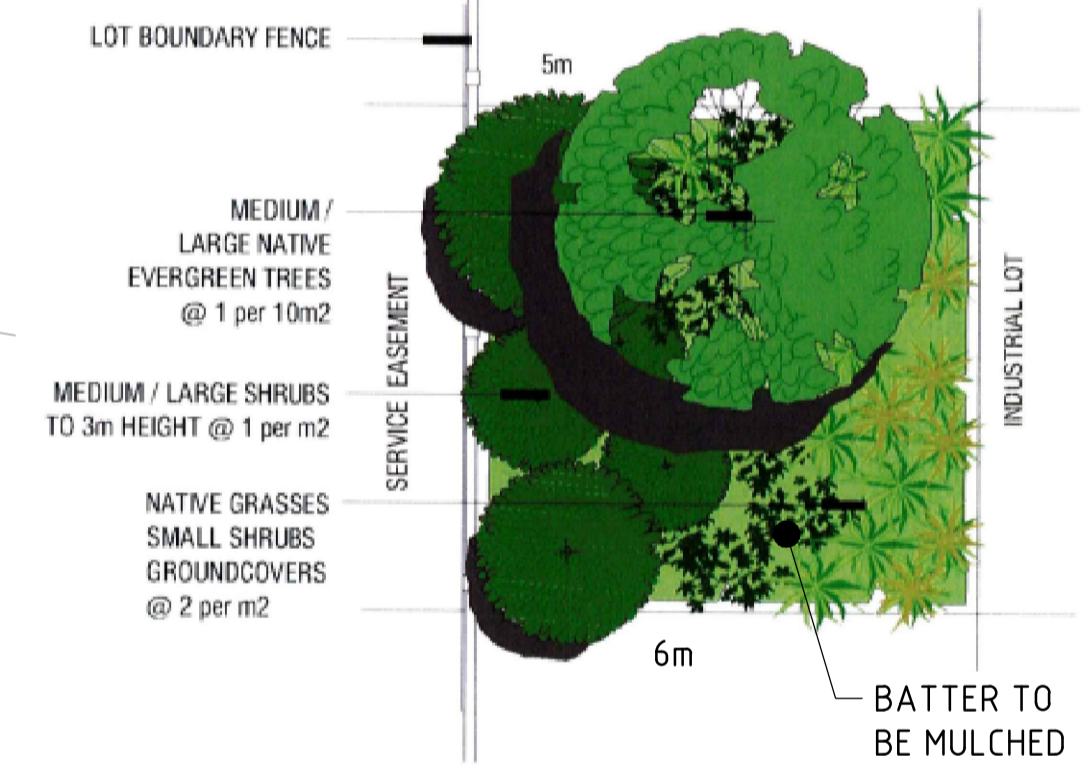 LOT BOUNDARY FENCE
5m
MEDIUM /
LARGE NATIVE
EVERGREEN TREES
@ 1 per 10m2
SERVICE EASEMENT
INDUSTRIAL LOT
MEDIUM / LARGE SHRUBS
TO 3m HEIGHT @ 1 per m2
NATIVE GRASSES
SMALL SHRUBS
GROUNDCOVERS
@ 2 per m2
6m
BATTER TO
BE MULCHED